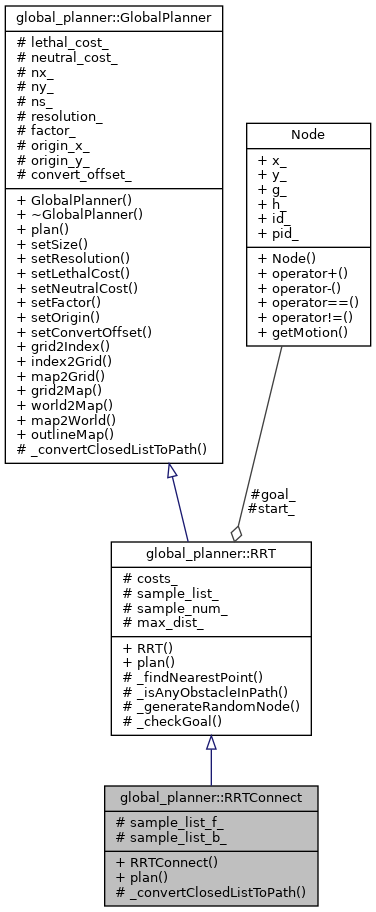 global_planner::GlobalPlanner
# lethal_cost_
# neutral_cost_
# nx_
# ny_
# ns_
# resolution_
# factor_
# origin_x_
# origin_y_
# convert_offset_
+ GlobalPlanner()
+ ~GlobalPlanner()
+ plan()
+ setSize()
+ setResolution()
+ setLethalCost()
+ setNeutralCost()
+ setFactor()
+ setOrigin()
+ setConvertOffset()
+ grid2Index()
+ index2Grid()
+ map2Grid()
+ grid2Map()
+ world2Map()
+ map2World()
+ outlineMap()
# _convertClosedListToPath()
Node
+ x_
+ y_
+ g_
+ h_
+ id_
+ pid_
+ Node()
+ operator+()
+ operator-()
+ operator==()
+ operator!=()
+ getMotion()
#goal_
#start_
global_planner::RRT
# costs_
# sample_list_
# sample_num_
# max_dist_
+ RRT()
+ plan()
# _findNearestPoint()
# _isAnyObstacleInPath()
# _generateRandomNode()
# _checkGoal()
global_planner::RRTConnect
# sample_list_f_
# sample_list_b_
+ RRTConnect()
+ plan()
# _convertClosedListToPath()